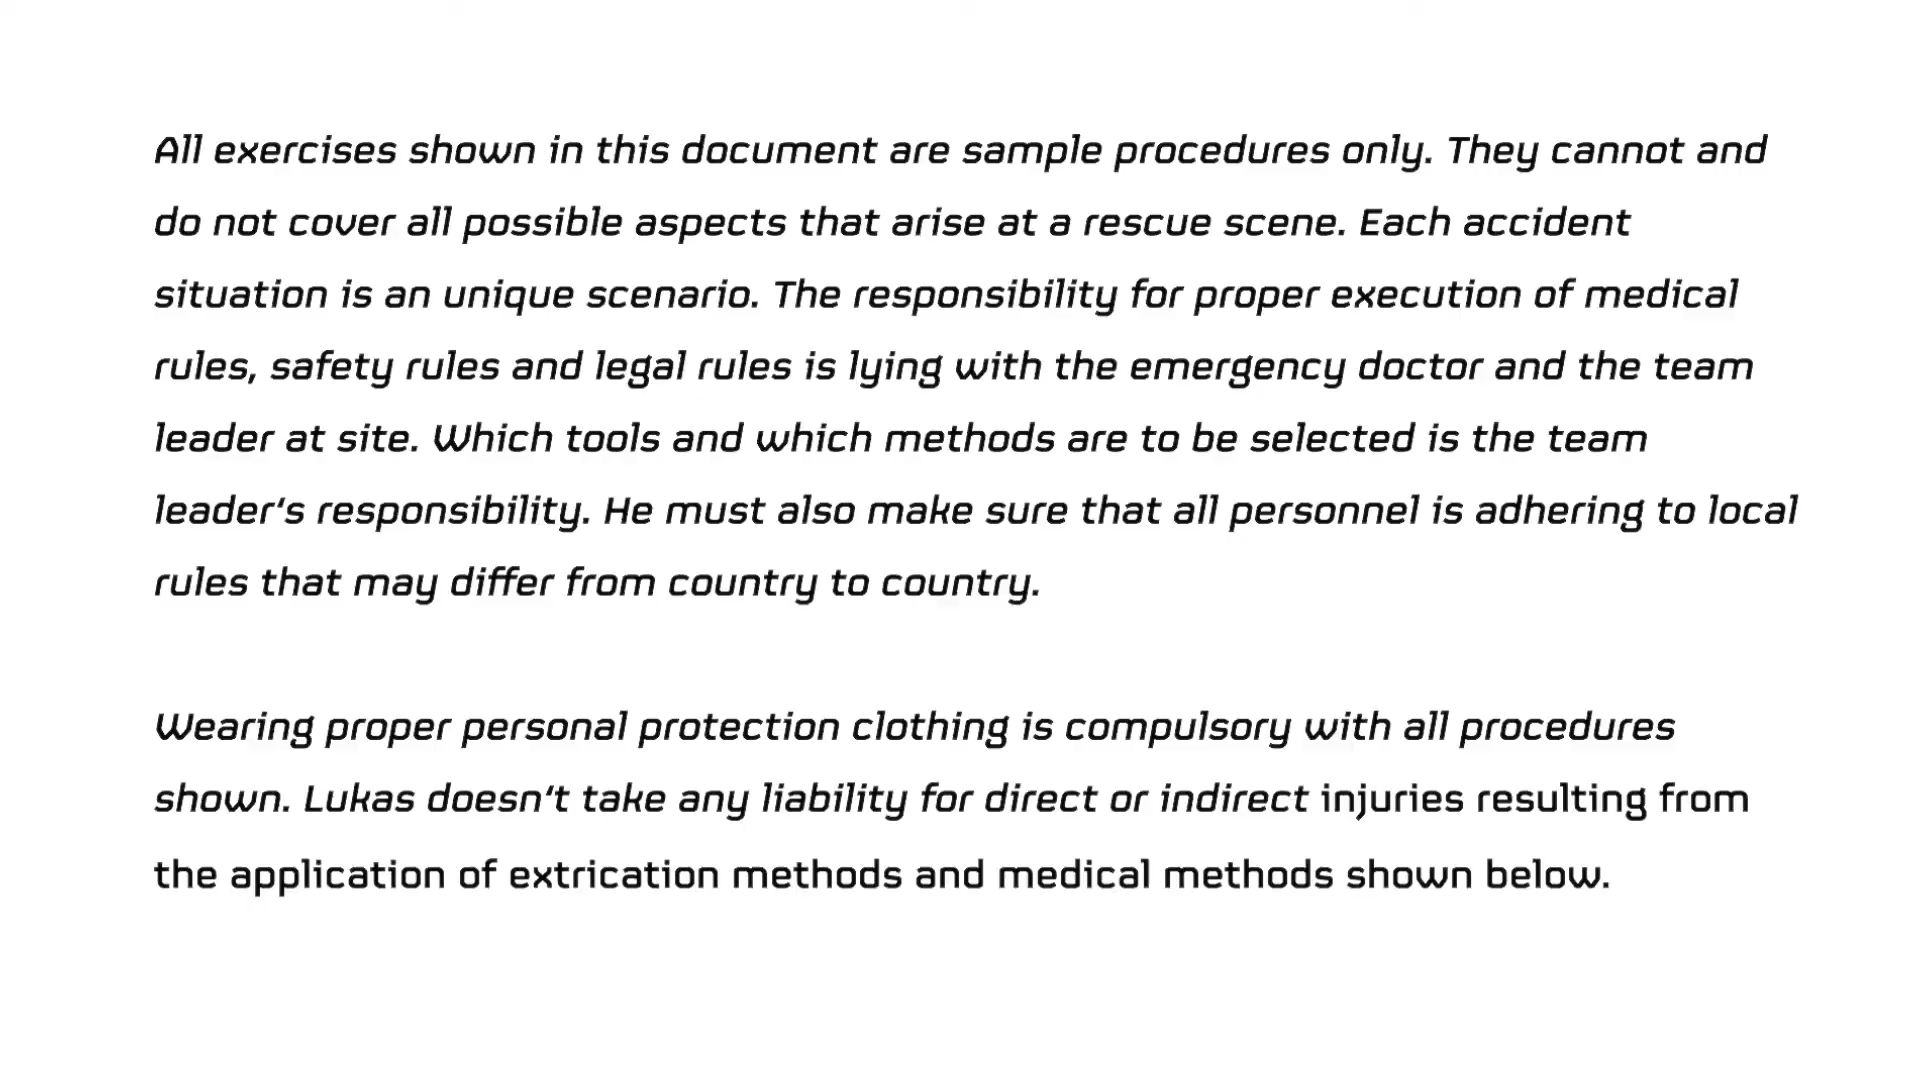 All exercises shown in this document are sample procedures only. They cannot and
do not cover all possible aspects that arise at a rescue scene. Each accident
situation is an unique scenario. The responsibility for proper execution of medical
rules, safety rules and legal rules is lying with the emergency doctor and the team
leader at site. Which tools and which methods are to be selected is the team
leader's responsibility. He must also make sure that all personnel is adhering to local
rules that may differ from country to country.
Wearing proper personal protection clothing is compulsory with all procedures
shown. Lukas doesn't take any liability for direct or indirect injuries resulting from
the application of extrication methods and medical methods shown below.